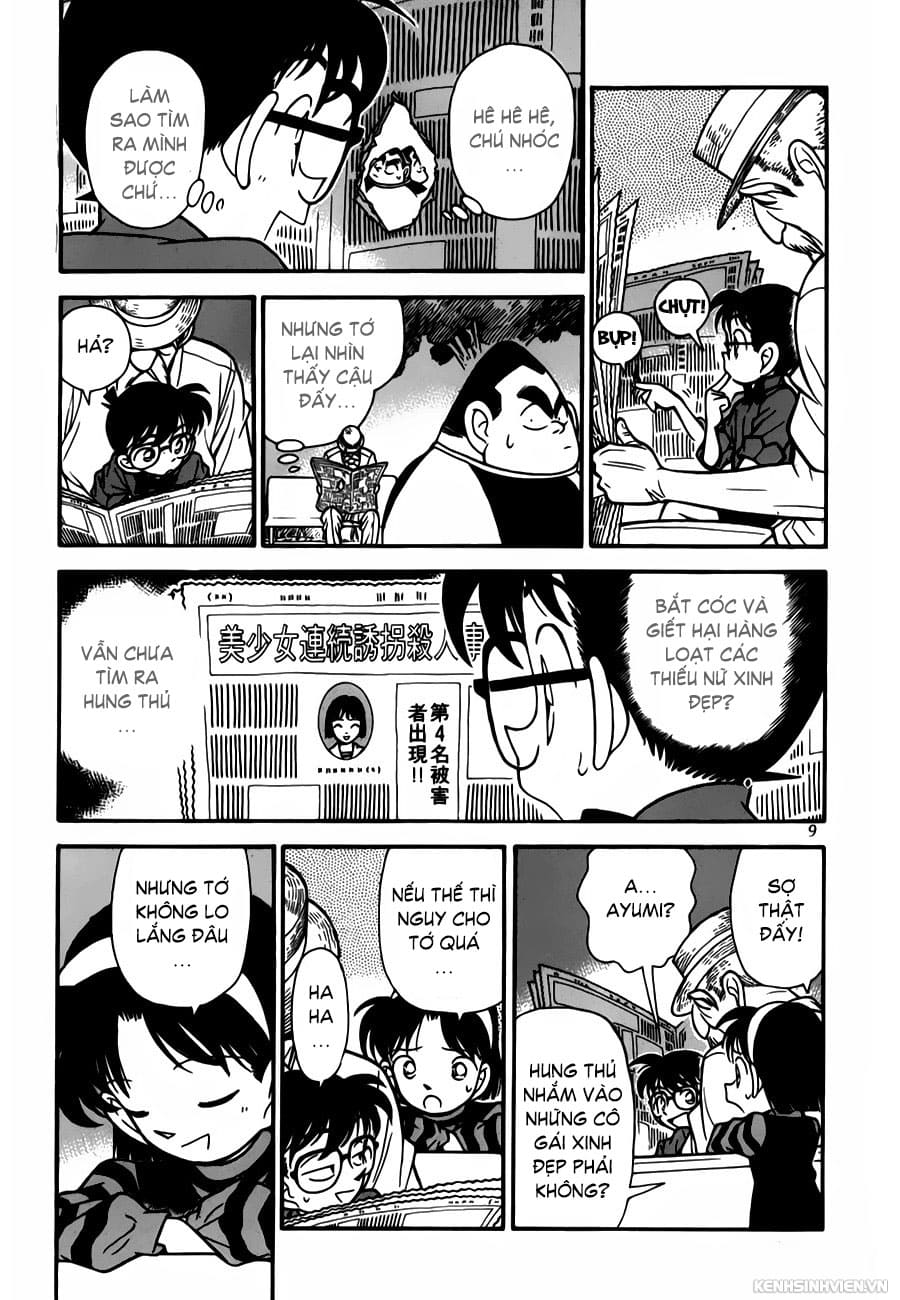 CHỤT!
BỤP!
HÊ HÊ HÊ,
CHÚ NHÓC
...
LÀM
SAO TÌM
RA MÌNH
ĐƯỢC
CHỨ...
NHƯNG TỚ
LẠI NHÌN
THẤY CẬU
ĐẤY...
HẢ?
BẮT CÓC VÀ
GIẾT HẠI HÀNG
LOẠT CÁC
THIẾU NỮ XINH
ĐẸP?
美少女連続誘拐殺人事
第4名被害
者出現!!
VẪN CHƯA
TÌM RA
HUNG THỦ
...
9
SỢ
THẬT
ĐẤY!
A...
AYUMI?
HUNG THỦ
NHẮM VÀO
NHỮNG CÔ
GÁI XINH
ĐẸP PHẢI
KHÔNG?
NẾU THẾ THÌ
NGUY CHO
TỚ QUÁ
HA
HA
...
NHƯNG TỚ
KHÔNG LO
LẮNG ĐÂU
...
KENHSINHVIEN.VN